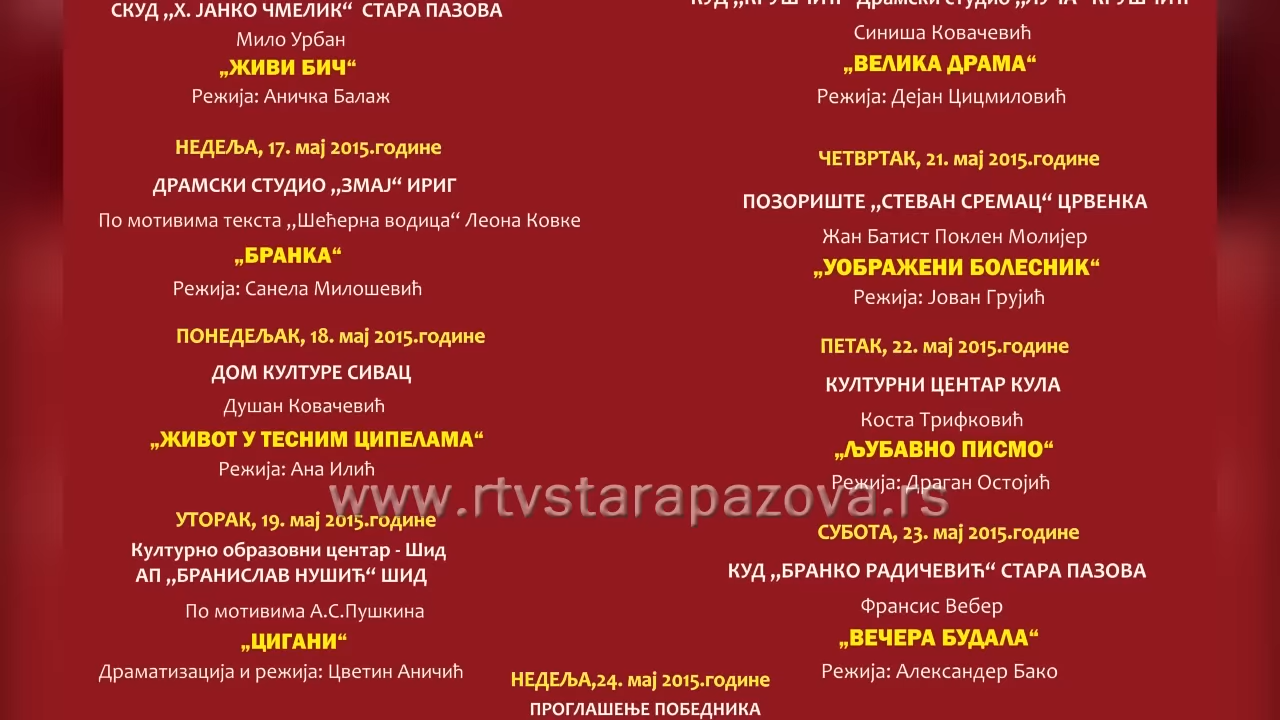 СКУД ,,Х. ЈАНКО ЧМЕЛИК“ СТАРА ПАЗОВА
Мило Урбан
„ЖИВИ БИЧ“
Режија: Аничка Балаж
НЕДЕЉА, 17. мај 2015.године
ДРАМСКИ СТУДИО ,,ЗМАЈ“ ИРИГ
По мотивима текста ,,Шећерна водица“ Леона Ковке
„БРАНКА“
Режија: Санела Милошевић
ПОНЕДЕЉАК, 18. мај 2015.године
ДОМ КУЛТУРЕ СИВАЦ
Душан Ковачевић
„ЖИВОТ У ТЕСНИМ ЦИПЕЛАМА“
Режија: Ана Илић
УТОРАК, 19. мај 2015.године
Културно образовни центар - Шид
АП ,,БРАНИСЛАВ НУШИЋ“ ШИД
По мотивима А.С.Пушкина
„ЦИГАНИ“
Драматизација и режија: Цветин Аничић
КУД ,,КРУШЧИЋ“ Драмски студио ,,ЛУЧА“ КРУШЧИЋ
Синиша Ковачевић
„ВЕЛИКА ДРАМА“
Режија: Дејан Цицмиловић
ЧЕТВРТАК, 21. мај 2015.године
ПОЗОРИШТЕ ,,СТЕВАН СРЕМАЦ“ ЦРВЕНКА
Жан Батист Поклен Молијер
„УОБРАЖЕНИ БОЛЕСНИК“
Режија: Јован Грујић
ПЕТАК, 22. мај 2015.године
КУЛТУРНИ ЦЕНТАР КУЛА
Коста Трифковић
„ЉУБАВНО ПИСМО“
Режија: Драган Остојић
СУБОТА, 23. мај 2015.године
КУД ,,БРАНКО РАДИЧЕВИЋ“ СТАРА ПАЗОВА
Франсис Вебер
„ВЕЧЕРА БУДАЛА“
Режија: Александер Бако
НЕДЕЉА,24. мај 2015.године
ПРОГЛАШЕЊЕ ПОБЕДНИКА
www.rtvstarapazova.rs